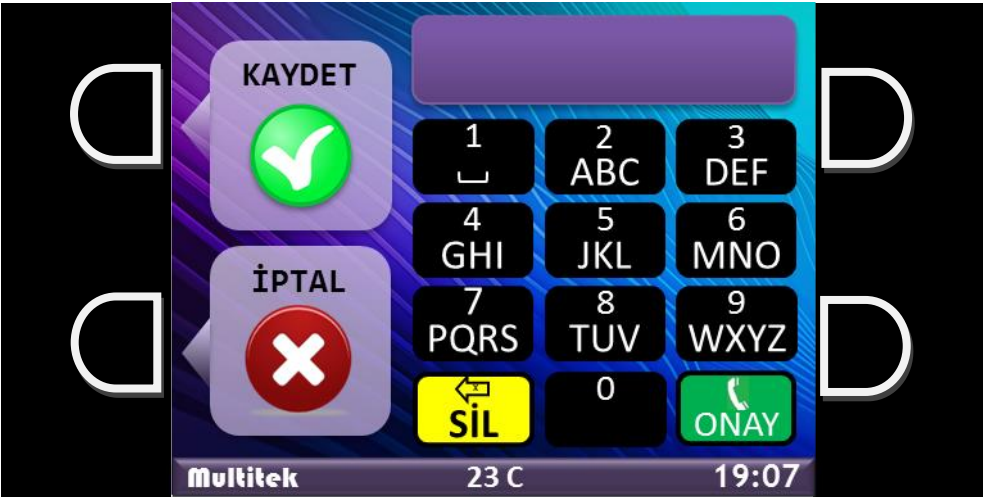 KAYDET
İPTAL
1
2
ABC
3
DEF
4
GHI
5
JKL
6
MNO
7
PQRS
8
TUV
9
WXYZ
SİL
0
ONAY
Multitek
23 C
19:07